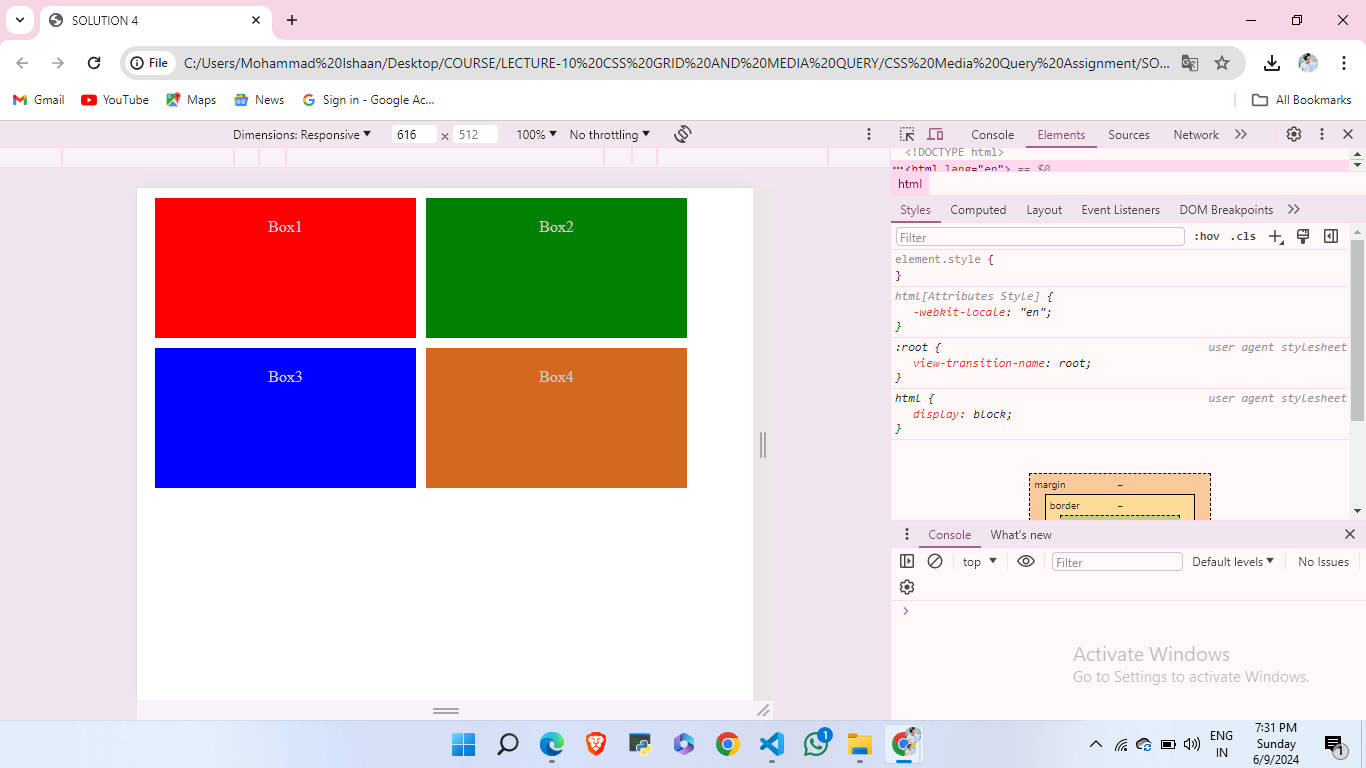 SOLUTION 4
File
C:/Users/Mohammad%20Ishaan/Desktop/COURSE/LECTURE-10%20CSS%20GRID%20AND%20MEDIA%20QUERY/CSS%20Media%20Query%20Assignment/SO...
Gmail YouTube Maps News Sign in - Google Ac... All Bookmarks
Dimensions: Responsive 616 × 512 100% No throttling
Console Elements Sources Network
<!DOCTYPE html>
<html lang="en"> == $0
html
Styles Computed Layout Event Listeners DOM Breakpoints
Filter :hov .cls
element.style {
}
html[Attributes Style] {
-webkit-locale: "en";
}
:root { user agent stylesheet
view-transition-name: root;
}
html { user agent stylesheet
display: block;
}
margin –
border –
Box1 Box2
Box3 Box4
Console What's new
top Filter Default levels No Issues
Activate Windows
Go to Settings to activate Windows.
1
ENG
IN
7:31 PM
Sunday
6/9/2024
1